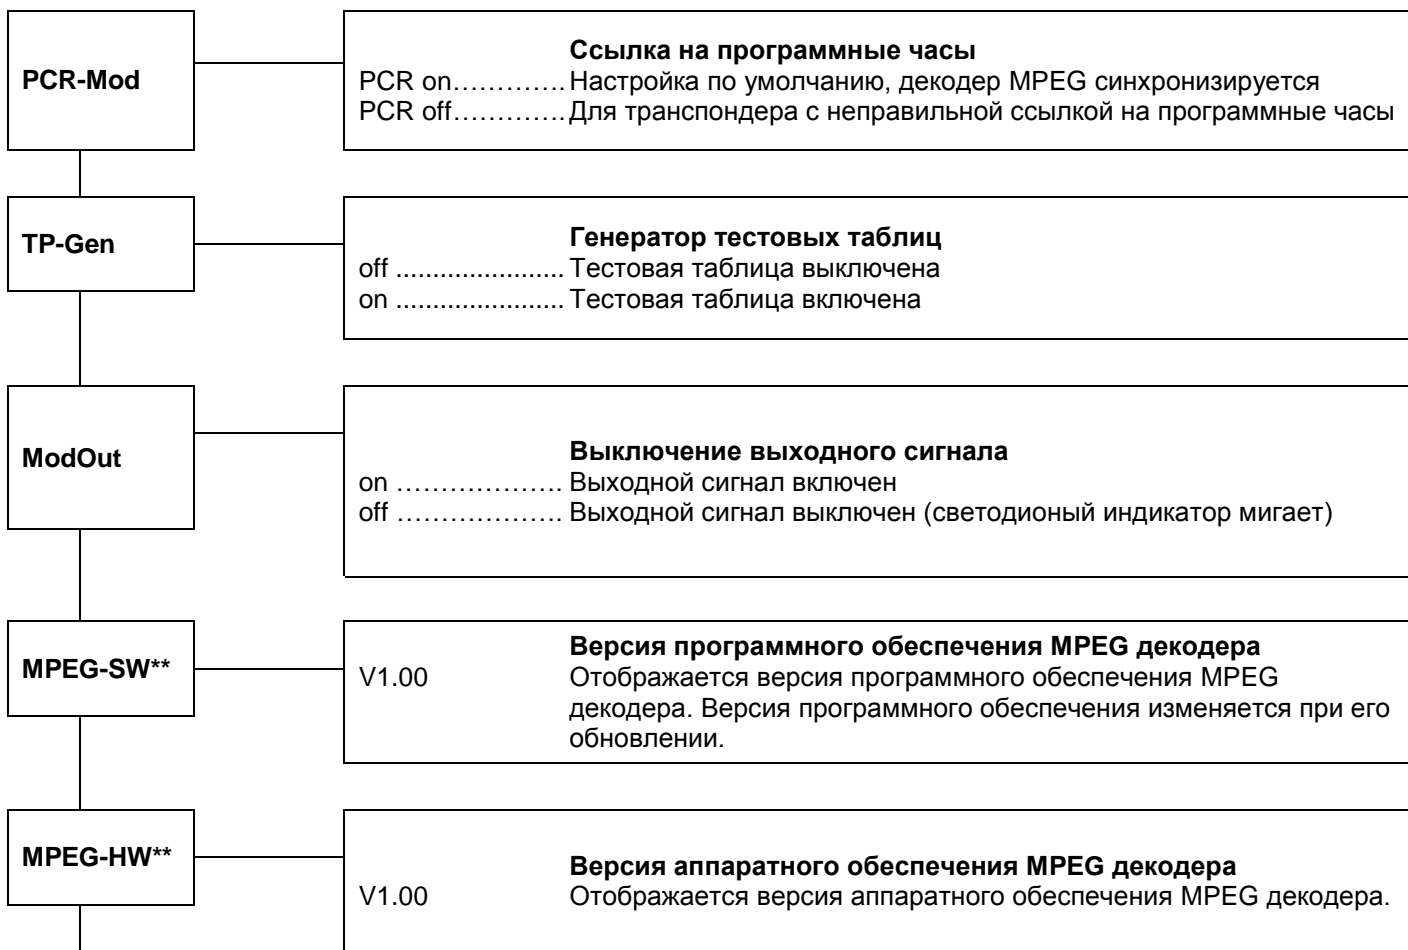 PCR-Mod
Ссылка на программные часы
PCR on…………. Настройка по умолчанию, декодер MPEG синхронизируется
PCR off…………. Для транспондера с неправильной ссылкой на программные часы
TP-Gen
Генератор тестовых таблиц
off ....................... Тестовая таблица выключена
on ....................... Тестовая таблица включена
ModOut
Выключение выходного сигнала
on ………………. Выходной сигнал включен
off ………………. Выходной сигнал выключен (светодионый индикатор мигает)
MPEG-SW**
Версия программного обеспечения MPEG декодера
V1.00 Отображается версия программного обеспечения MPEG
декодера. Версия программного обеспечения изменяется при его
обновлении.
MPEG-HW**
Версия аппаратного обеспечения MPEG декодера
V1.00 Отображается версия аппаратного обеспечения MPEG декодера.